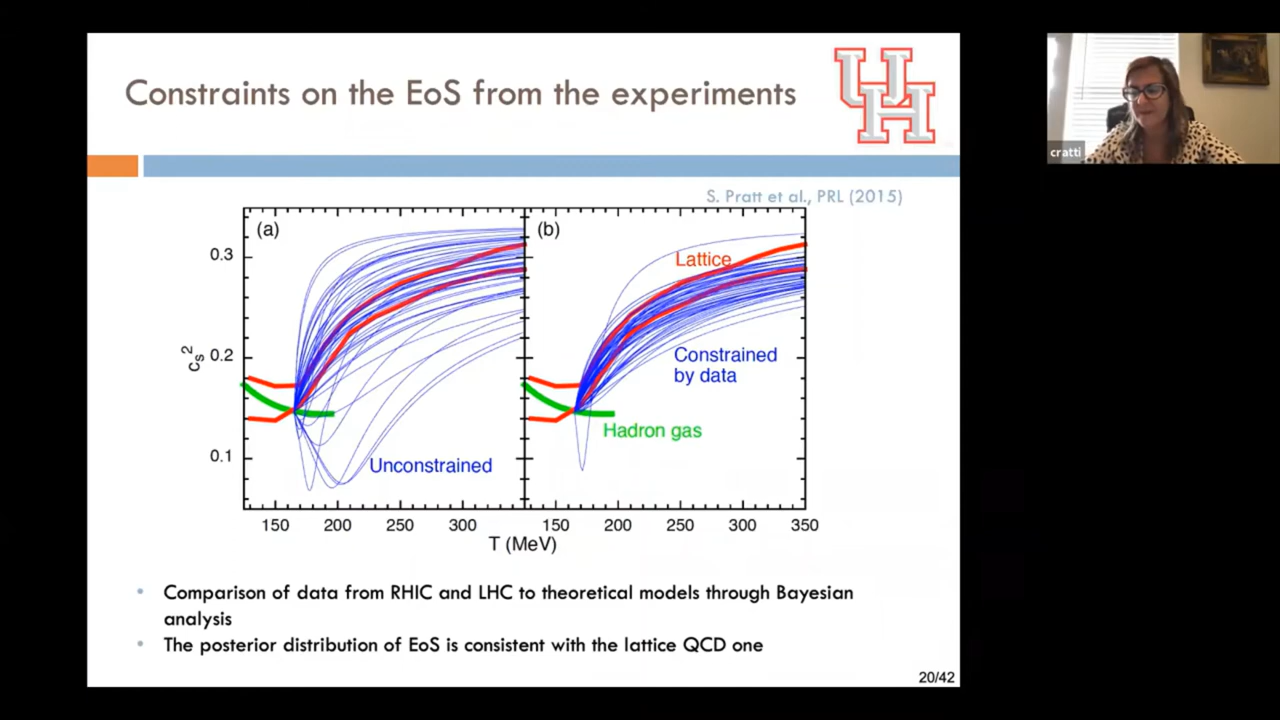 Constraints on the EoS from the experiments
UH
cratti
S. Pratt et al., PRL (2015)
(a)
(b)
Lattice
Constrained
by data
Hadron gas
Unconstrained
cs2
0.3
0.2
0.1
150 200 250 300
150 200 250 300 350
T (MeV)
• Comparison of data from RHIC and LHC to theoretical models through Bayesian
analysis
• The posterior distribution of EoS is consistent with the lattice QCD one
20/42